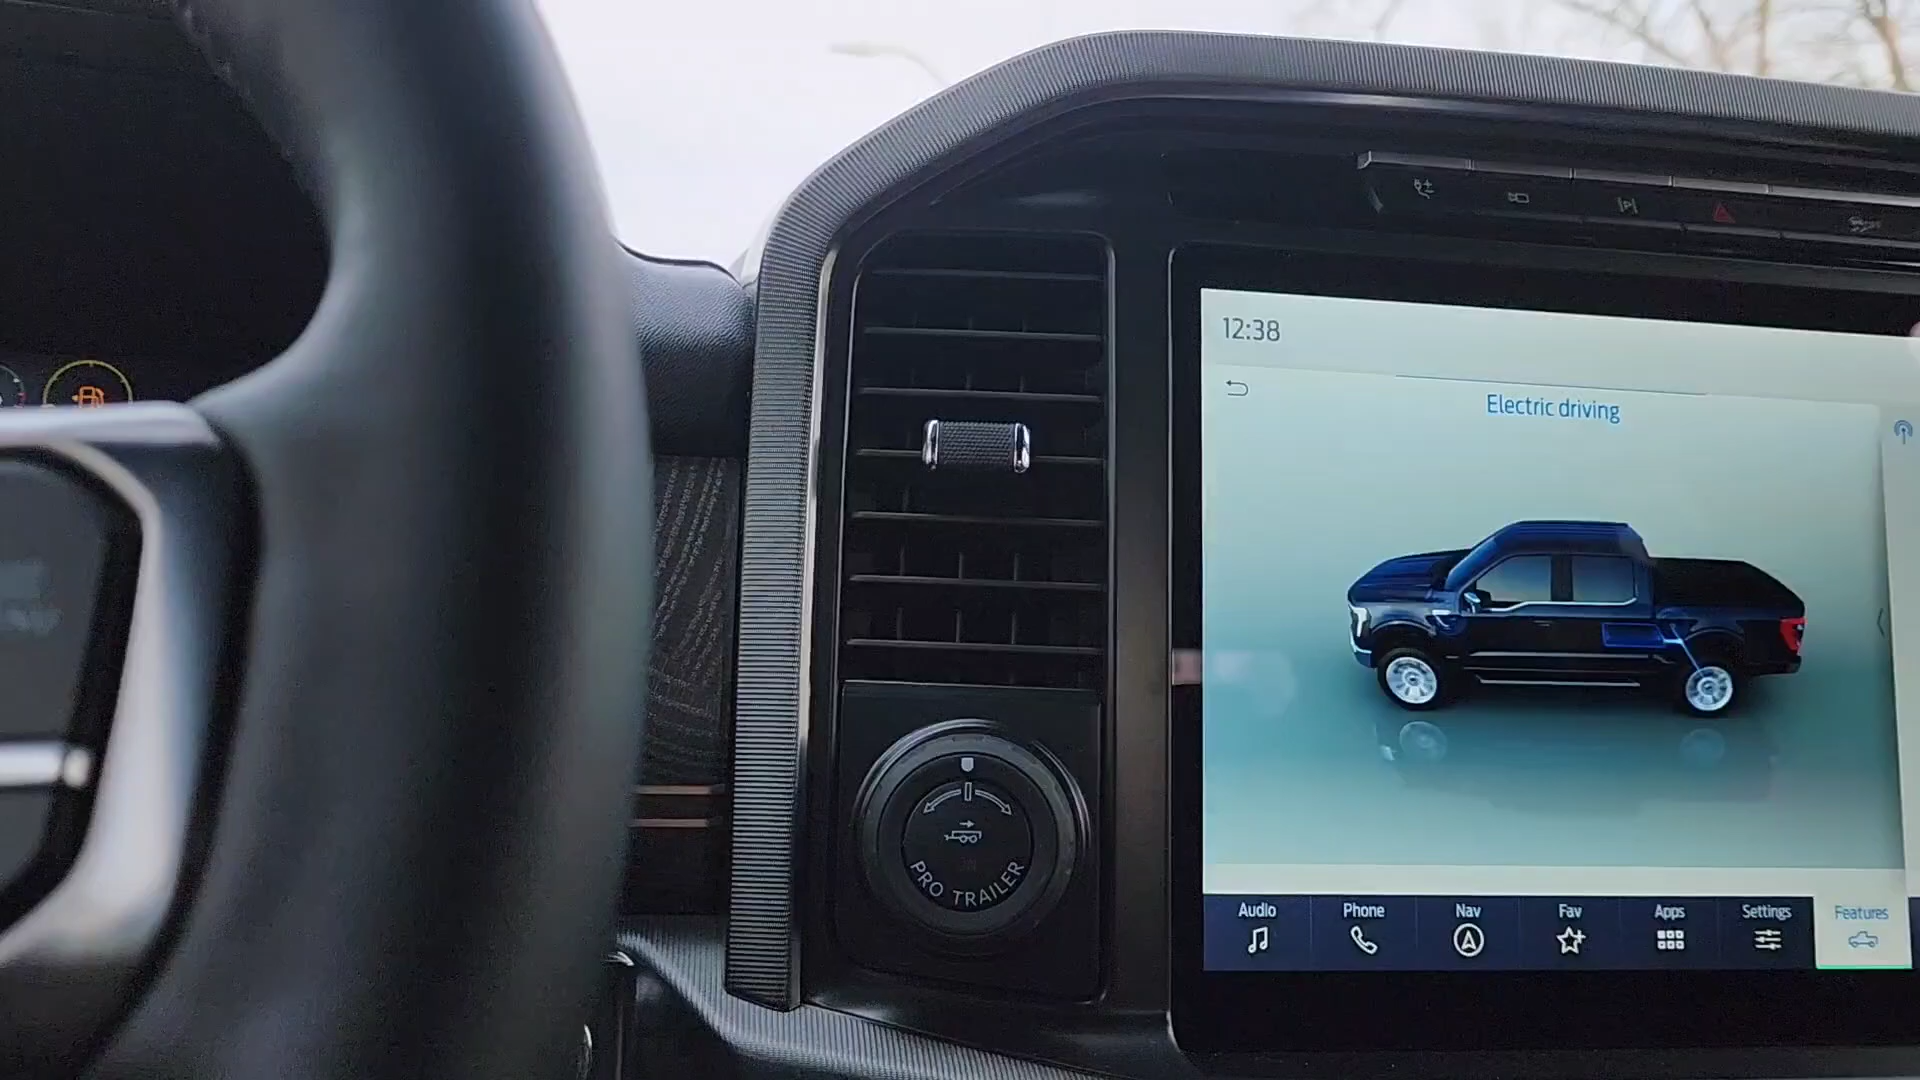 12:38
Electric driving
PRO TRAILER
Audio
Phone
Nav
Fav
Apps
Settings
Features